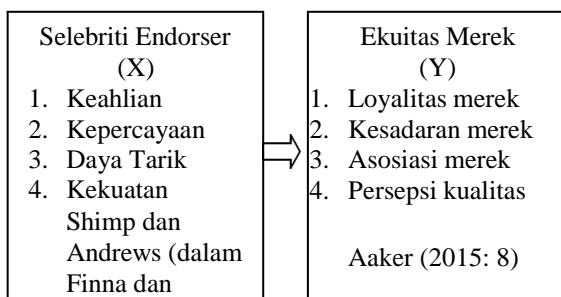 Selebriti Endorser
(X)
1. Keahlian
2. Kepercayaan
3. Daya Tarik
4. Kekuatan
Shimp dan
Andrews (dalam
Finna dan
Ekuitas Merek
(Y)
1. Loyalitas merek
2. Kesadaran merek
3. Asosiasi merek
4. Persepsi kualitas
Aaker (2015: 8)